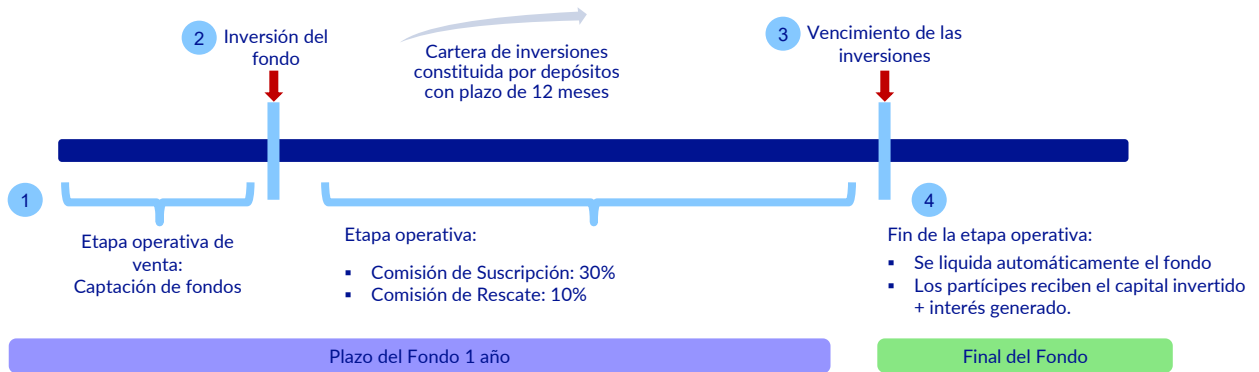 2
Inversión del
fondo
Cartera de inversiones
constituida por depósitos
con plazo de 12 meses
3
Vencimiento de las
inversiones
1
Etapa operativa de
venta:
Captación de fondos
Etapa operativa:
▪ Comisión de Suscripción: 30%
▪ Comisión de Rescate: 10%
4
Fin de la etapa operativa:
▪ Se liquida automáticamente el fondo
▪ Los partícipes reciben el capital invertido
+ interés generado.
Plazo del Fondo 1 año
Final del Fondo